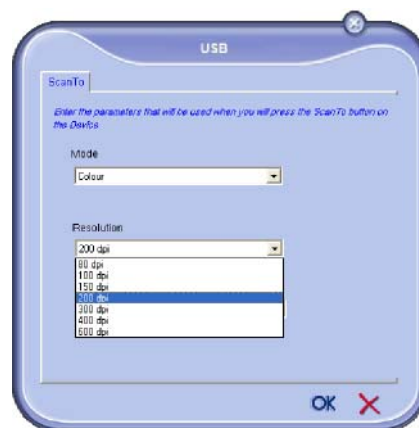 USB
ScanTo
Enter the parameters that will be used when you will press the ScanTo button on
the Device
Mode
Colour
Resolution
200 dpi
80 dpi
100 dpi
150 dpi
200 dpi
300 dpi
400 dpi
600 dpi
OK